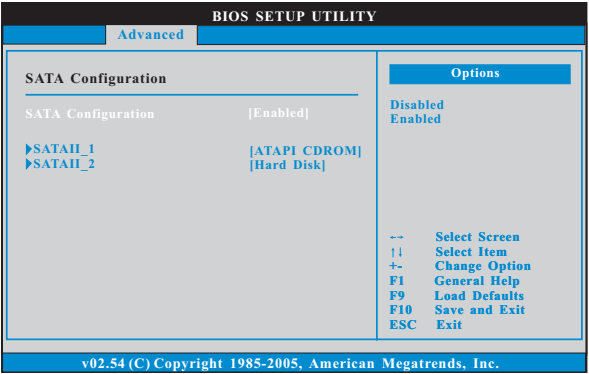 BIOS SETUP UTILITY
Advanced
SATA Configuration
SATA Configuration [Enabled]
SATAII_1 [ATAPI CDROM]
SATAII_2 [Hard Disk]
Options
Disabled
Enabled
←→ Select Screen
↑↓ Select Item
+- Change Option
F1 General Help
F9 Load Defaults
F10 Save and Exit
ESC Exit
v02.54 (C) Copyright 1985-2005, American Megatrends, Inc.